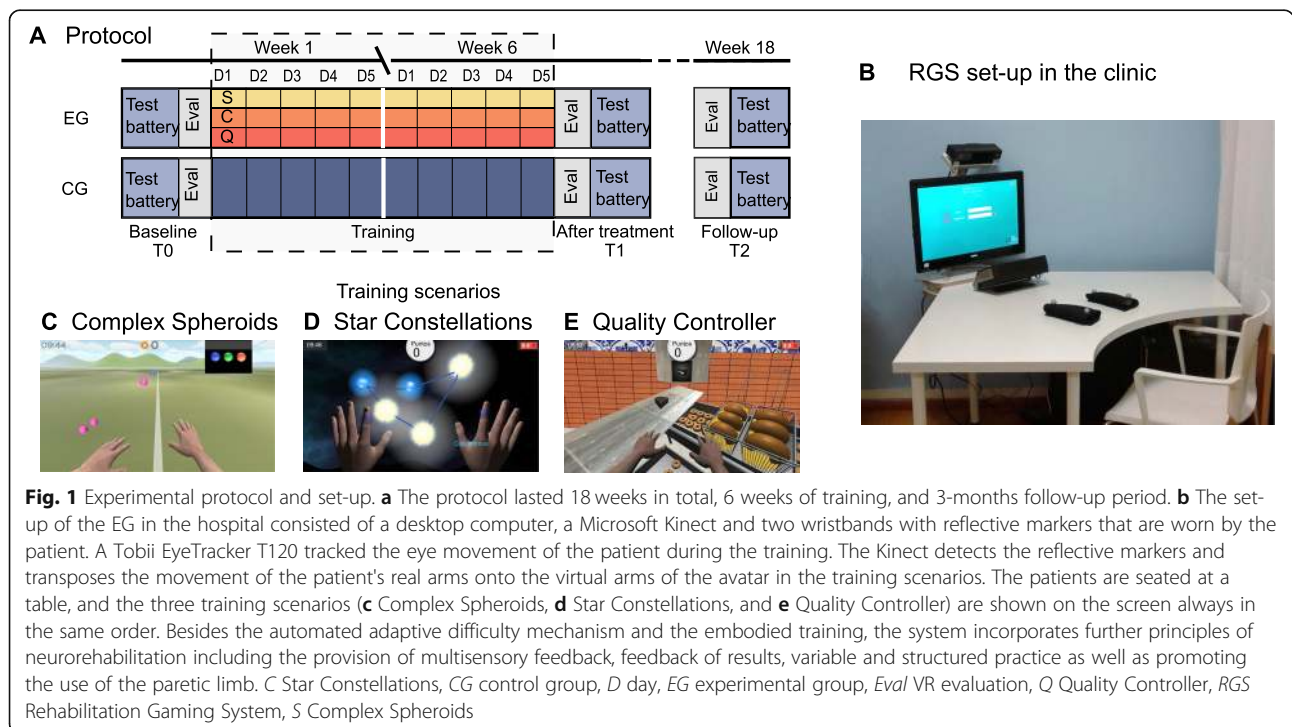 A Protocol
Week 1 Week 6 Week 18
D1 D2 D3 D4 D5 D1 D2 D3 D4 D5
EG
Test battery
Eval
S
C
Q
Eval
Test battery
Eval
Test battery
CG
Test battery
Eval
Eval
Test battery
Eval
Test battery
Baseline
T0
Training
After treatment
T1
Follow-up
T2
B RGS set-up in the clinic
Training scenarios
C Complex Spheroids
D Star Constellations
E Quality Controller
09:44
Puntos
0
0
Fig. 1 Experimental protocol and set-up. a The protocol lasted 18 weeks in total, 6 weeks of training, and 3-months follow-up period. b The set-
up of the EG in the hospital consisted of a desktop computer, a Microsoft Kinect and two wristbands with reflective markers that are worn by the
patient. A Tobii EyeTracker T120 tracked the eye movement of the patient during the training. The Kinect detects the reflective markers and
transposes the movement of the patient's real arms onto the virtual arms of the avatar in the training scenarios. The patients are seated at a
table, and the three training scenarios (c Complex Spheroids, d Star Constellations, and e Quality Controller) are shown on the screen always in
the same order. Besides the automated adaptive difficulty mechanism and the embodied training, the system incorporates further principles of
neurorehabilitation including the provision of multisensory feedback, feedback of results, variable and structured practice as well as promoting
the use of the paretic limb. C Star Constellations, CG control group, D day, EG experimental group, Eval VR evaluation, Q Quality Controller, RGS
Rehabilitation Gaming System, S Complex Spheroids